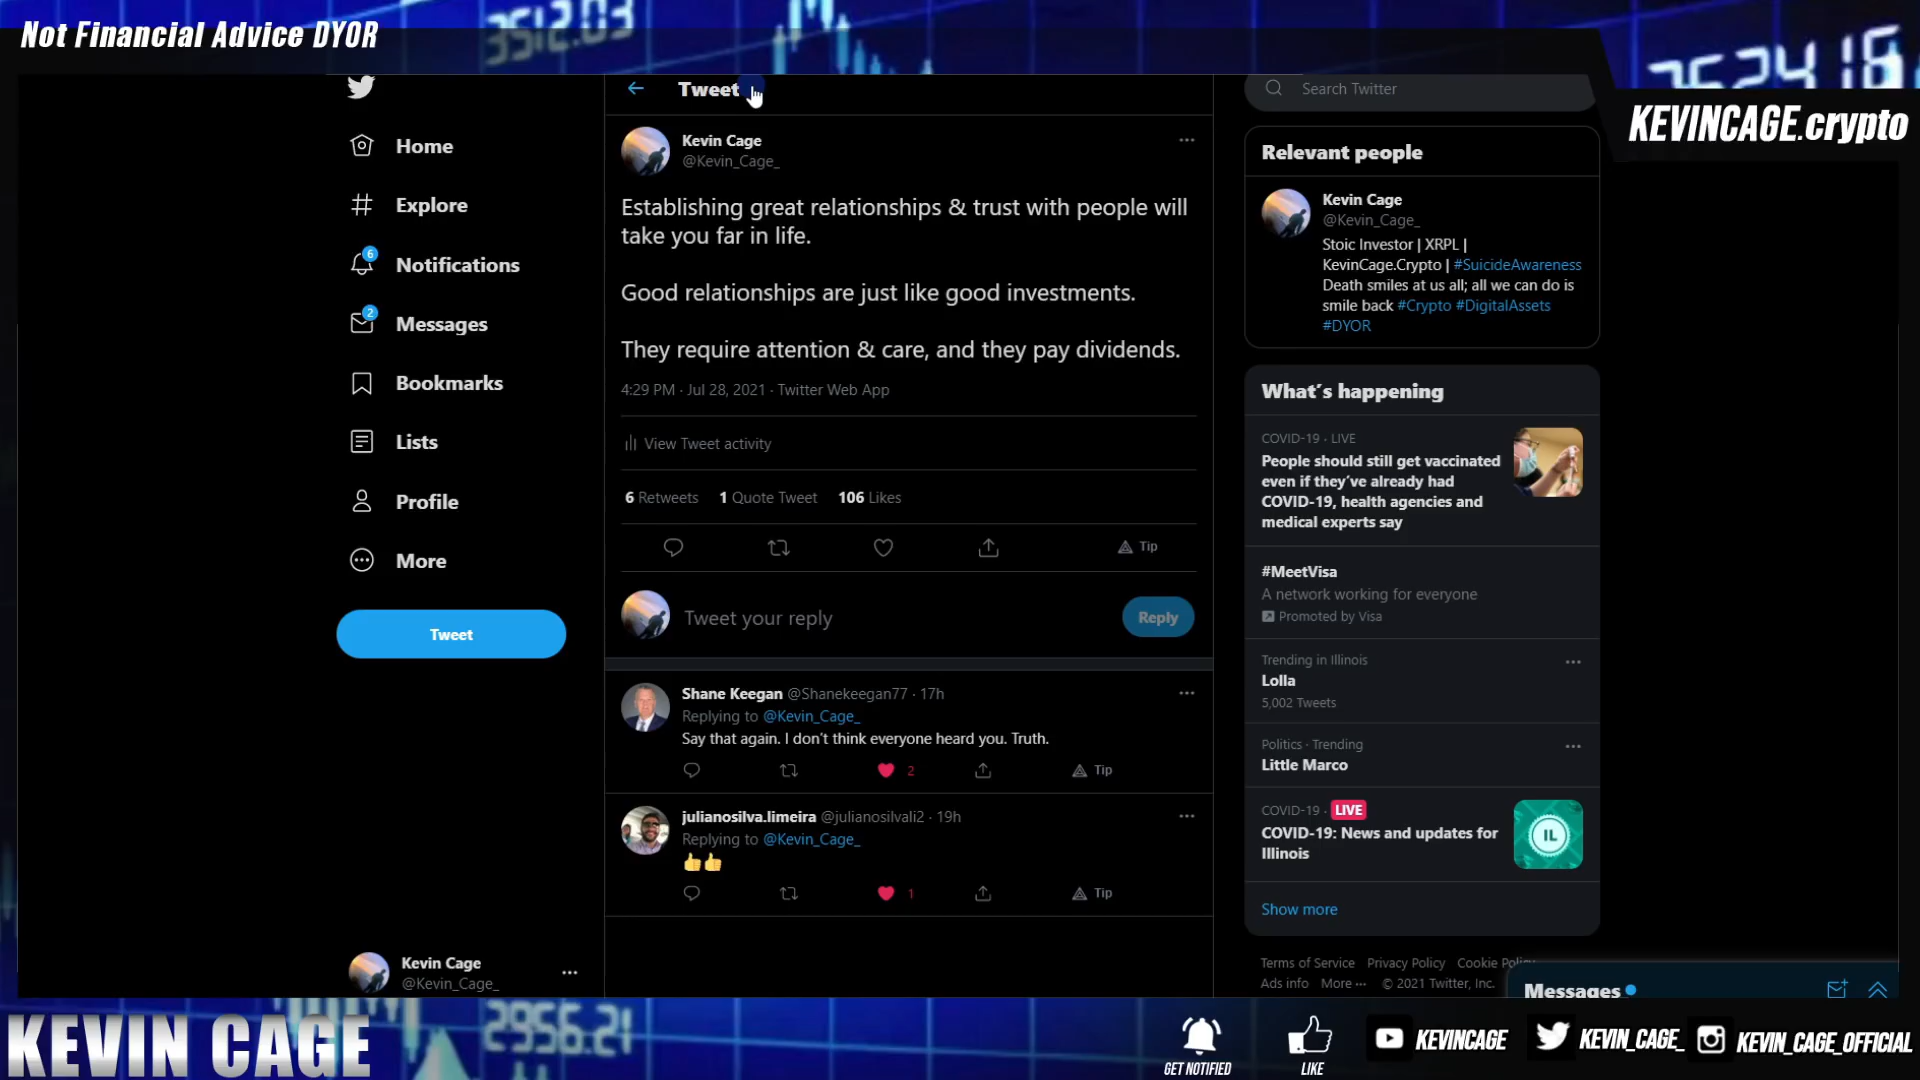 Not Financial Advice DYOR
3512.03
3524.16
KEVINCAGE.crypto
Home
Explore
6
Notifications
2
Messages
Bookmarks
Lists
Profile
More
Tweet
Kevin Cage
@Kevin_Cage_
Tweet
Kevin Cage
@Kevin_Cage_
Establishing great relationships & trust with people will
take you far in life.
Good relationships are just like good investments.
They require attention & care, and they pay dividends.
4:29 PM · Jul 28, 2021 · Twitter Web App
View Tweet activity
6 Retweets 1 Quote Tweet 106 Likes
Tip
Tweet your reply
Reply
Shane Keegan @Shanekeegan77 · 17h
Replying to @Kevin_Cage_
Say that again. I don't think everyone heard you. Truth.
2
Tip
julianosilva.limeira @julianosilvali2 · 19h
Replying to @Kevin_Cage_
👍👍
1
Tip
Search Twitter
Relevant people
Kevin Cage
@Kevin_Cage_
Stoic Investor | XRPL |
KevinCage.Crypto | #SuicideAwareness
Death smiles at us all; all we can do is
smile back #Crypto #DigitalAssets
#DYOR
What's happening
COVID-19 · LIVE
People should still get vaccinated
even if they've already had
COVID-19, health agencies and
medical experts say
#MeetVisa
A network working for everyone
Promoted by Visa
Trending in Illinois
Lolla
5,002 Tweets
Politics · Trending
Little Marco
COVID-19 · LIVE
COVID-19: News and updates for
Illinois
IL
Show more
Terms of Service Privacy Policy Cookie Policy
Ads info More ··· © 2021 Twitter, Inc.
Messages
KEVIN CAGE
2956.21
GET NOTIFIED
LIKE
KEVINCAGE
KEVIN_CAGE_
KEVIN_CAGE_OFFICIAL